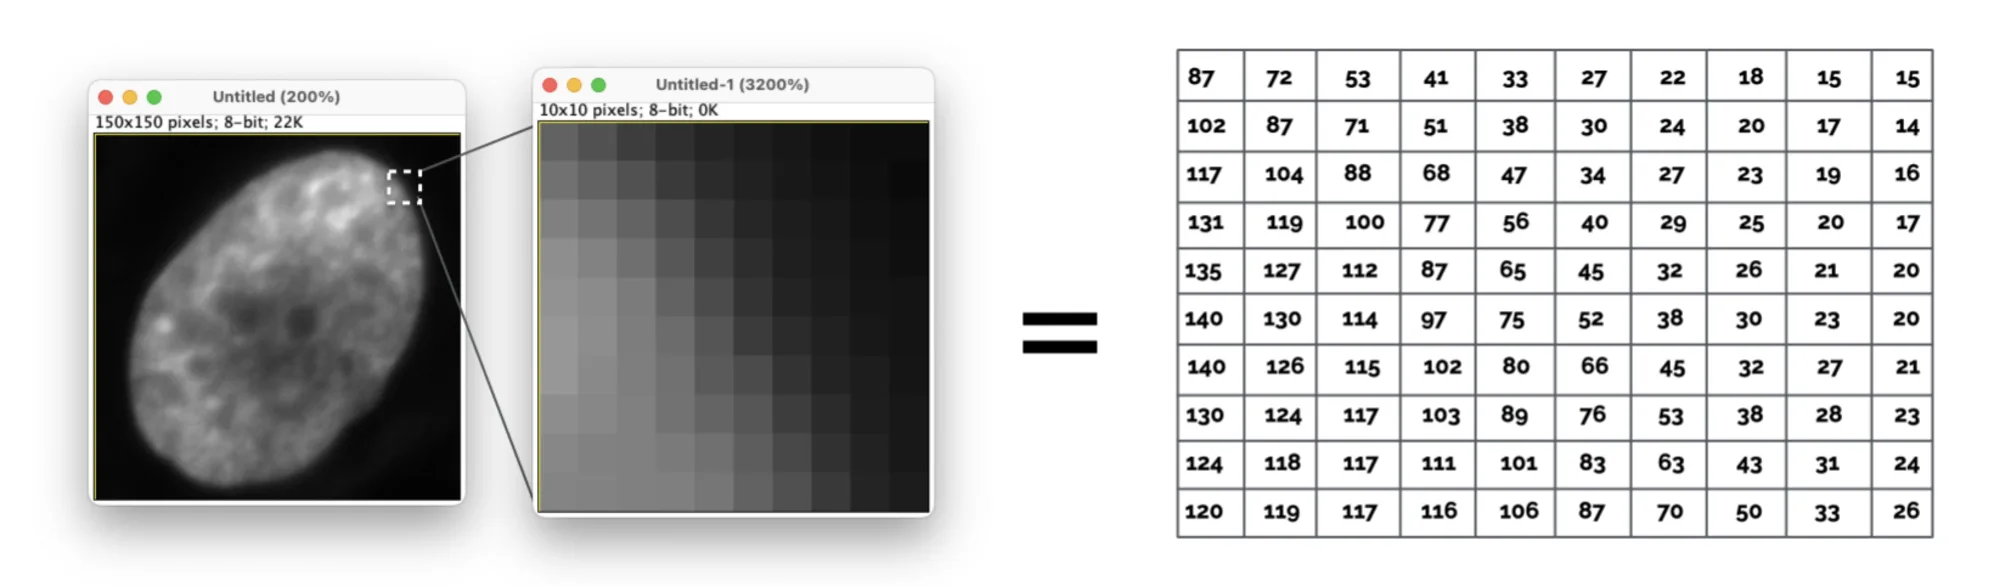 Untitled (200%)
150x150 pixels; 8-bit; 22K
Untitled-1 (3200%)
10x10 pixels; 8-bit; 0K
=
87 72 53 41 33 27 22 18 15 15
102 87 71 51 38 30 24 20 17 14
117 104 88 68 47 34 27 23 19 16
131 119 100 77 56 40 29 25 20 17
135 127 112 87 65 45 32 26 21 20
140 130 114 97 75 52 38 30 23 20
140 126 115 102 80 66 45 32 27 21
130 124 117 103 89 76 53 38 28 23
124 118 117 111 101 83 63 43 31 24
120 119 117 116 106 87 70 50 33 26